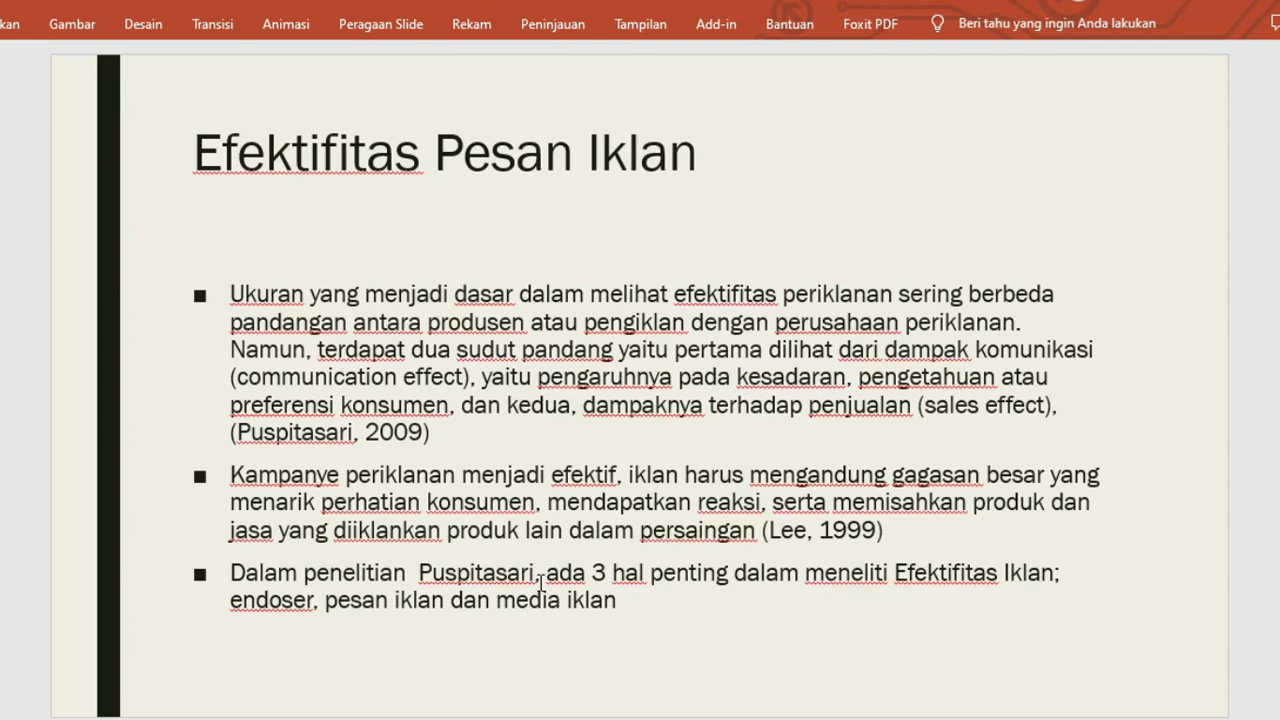 kan Gambar Desain Transisi Animasi Peragaan Slide Rekam Peninjauan Tampilan Add-in Bantuan Foxit PDF Beri tahu yang ingin Anda lakukan
Efektifitas Pesan Iklan
■ Ukuran yang menjadi dasar dalam melihat efektifitas periklanan sering berbeda
pandangan antara produsen atau pengiklan dengan perusahaan periklanan.
Namun, terdapat dua sudut pandang yaitu pertama dilihat dari dampak komunikasi
(communication effect), yaitu pengaruhnya pada kesadaran, pengetahuan atau
preferensi konsumen, dan kedua, dampaknya terhadap penjualan (sales effect),
(Puspitasari, 2009)
■ Kampanye periklanan menjadi efektif, iklan harus mengandung gagasan besar yang
menarik perhatian konsumen, mendapatkan reaksi, serta memisahkan produk dan
jasa yang diiklankan produk lain dalam persaingan (Lee, 1999)
■ Dalam penelitian  Puspitasari, ada 3 hal penting dalam meneliti Efektifitas Iklan;
endoser, pesan iklan dan media iklan